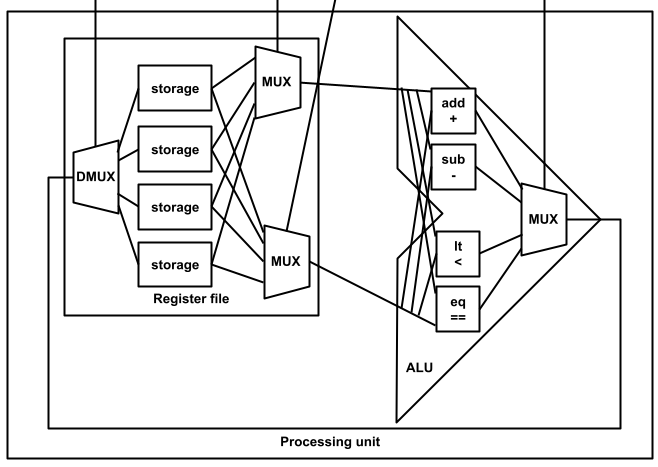 DMUX
storage
storage
storage
storage
MUX
MUX
Register file
add
+
sub
-
lt
<
eq
==
MUX
ALU
Processing unit